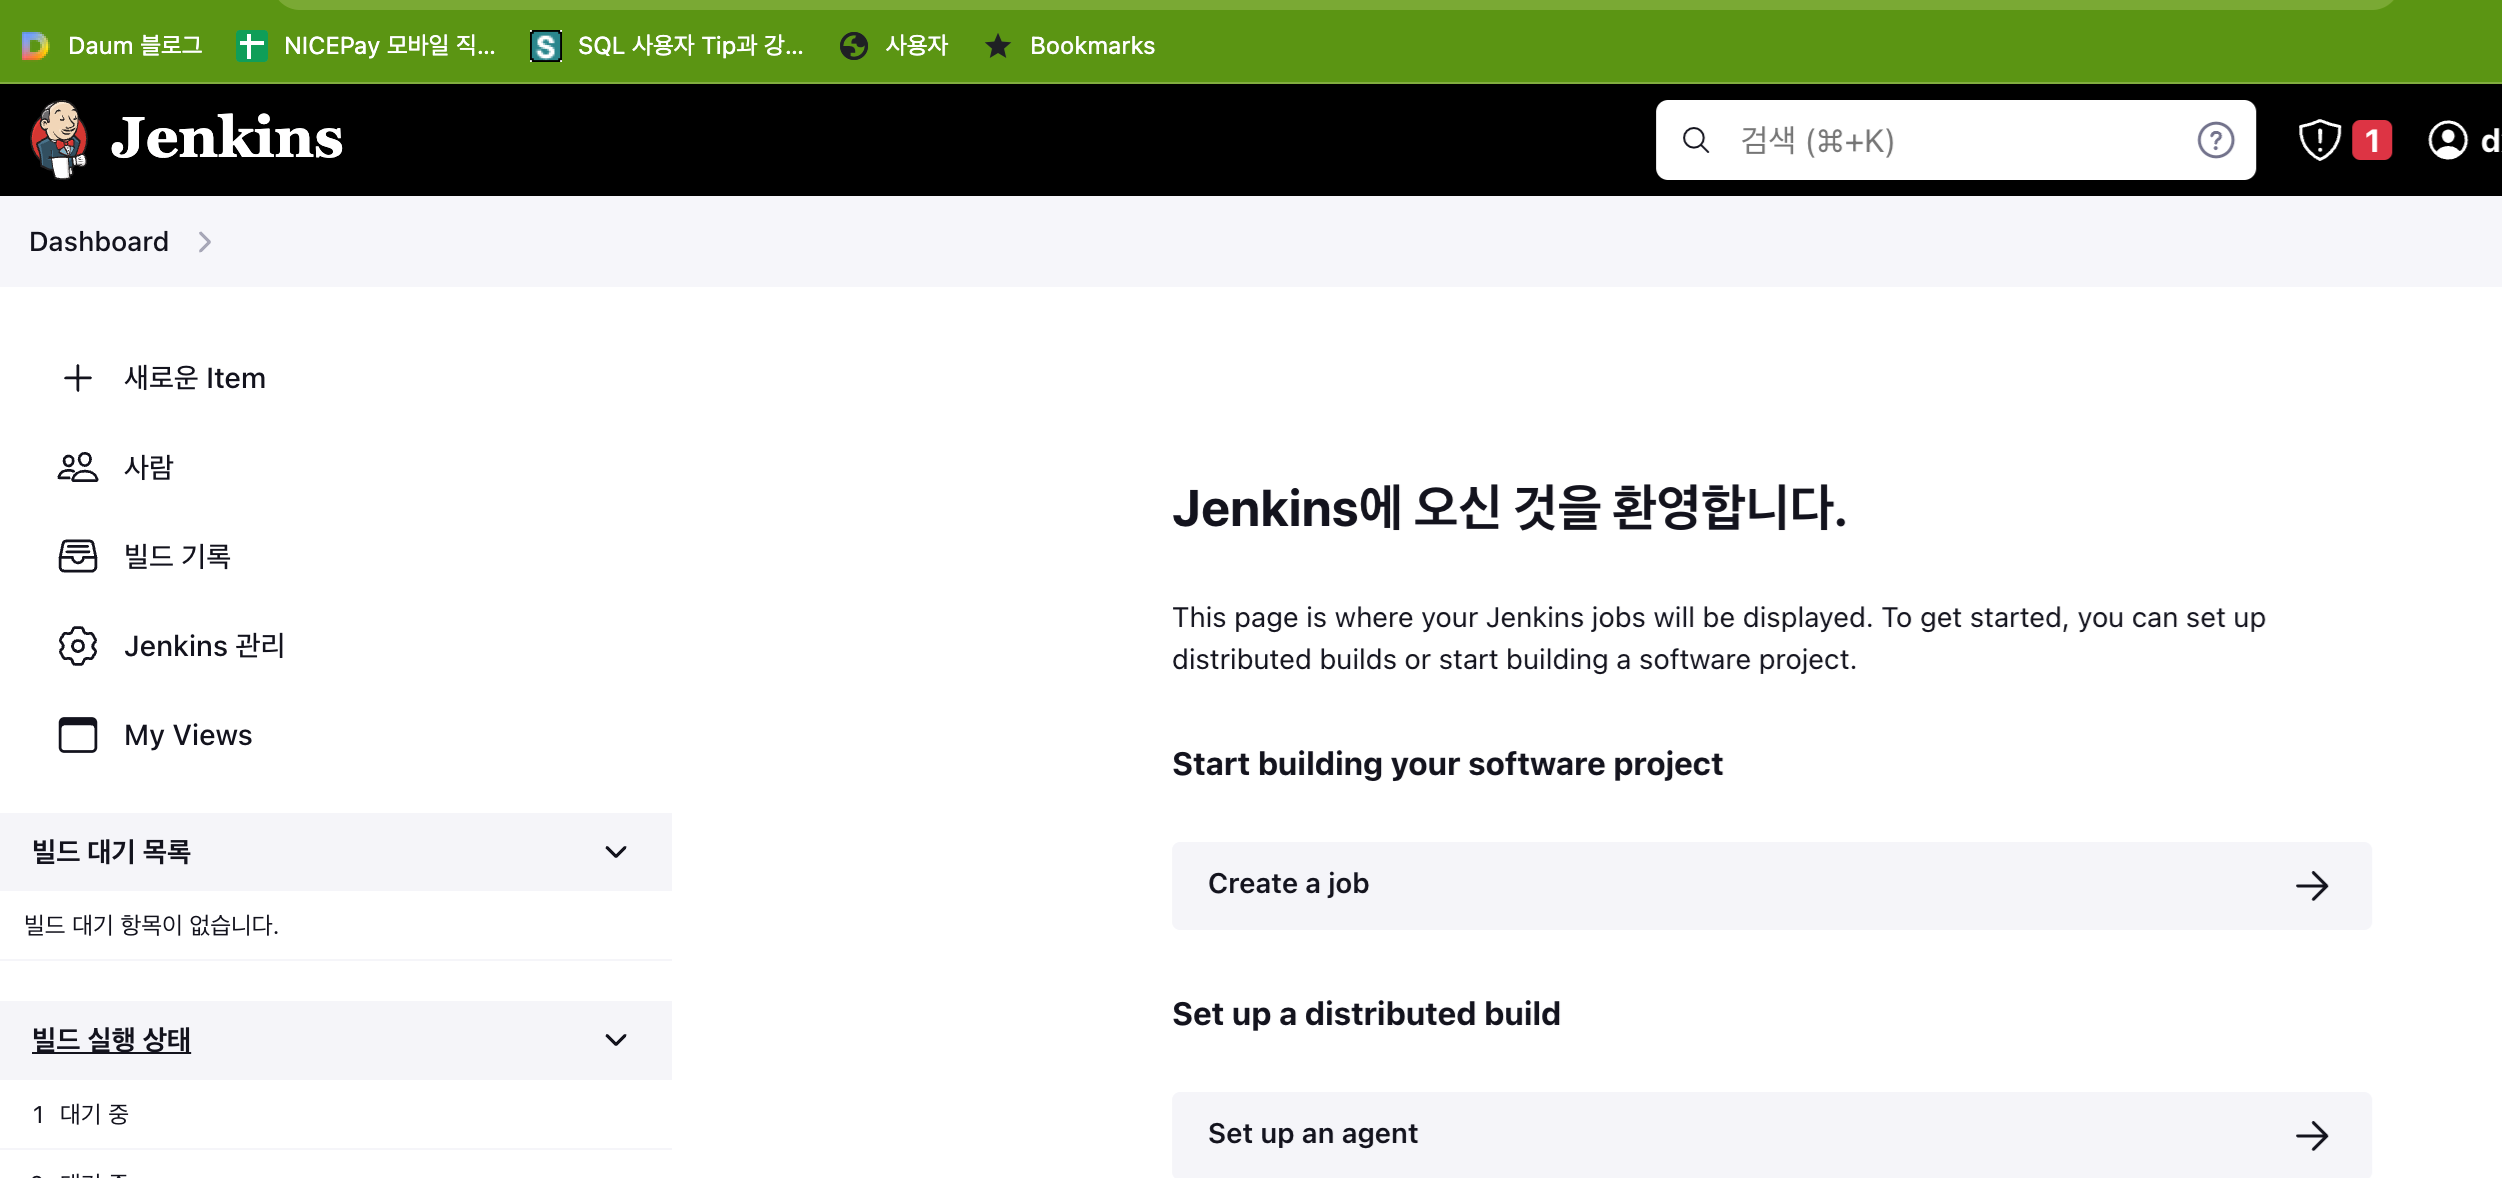 Daum 블로그 NICEPay 모바일 직... SQL 사용자 Tip과 강... 사용자 Bookmarks
Jenkins 검색 (⌘+K) 1
Dashboard
새로운 Item
사람
빌드 기록
Jenkins 관리
My Views
빌드 대기 목록
빌드 대기 항목이 없습니다.
빌드 실행 상태
1 대기 중
Jenkins에 오신 것을 환영합니다.
This page is where your Jenkins jobs will be displayed. To get started, you can set up
distributed builds or start building a software project.
Start building your software project
Create a job
Set up a distributed build
Set up an agent